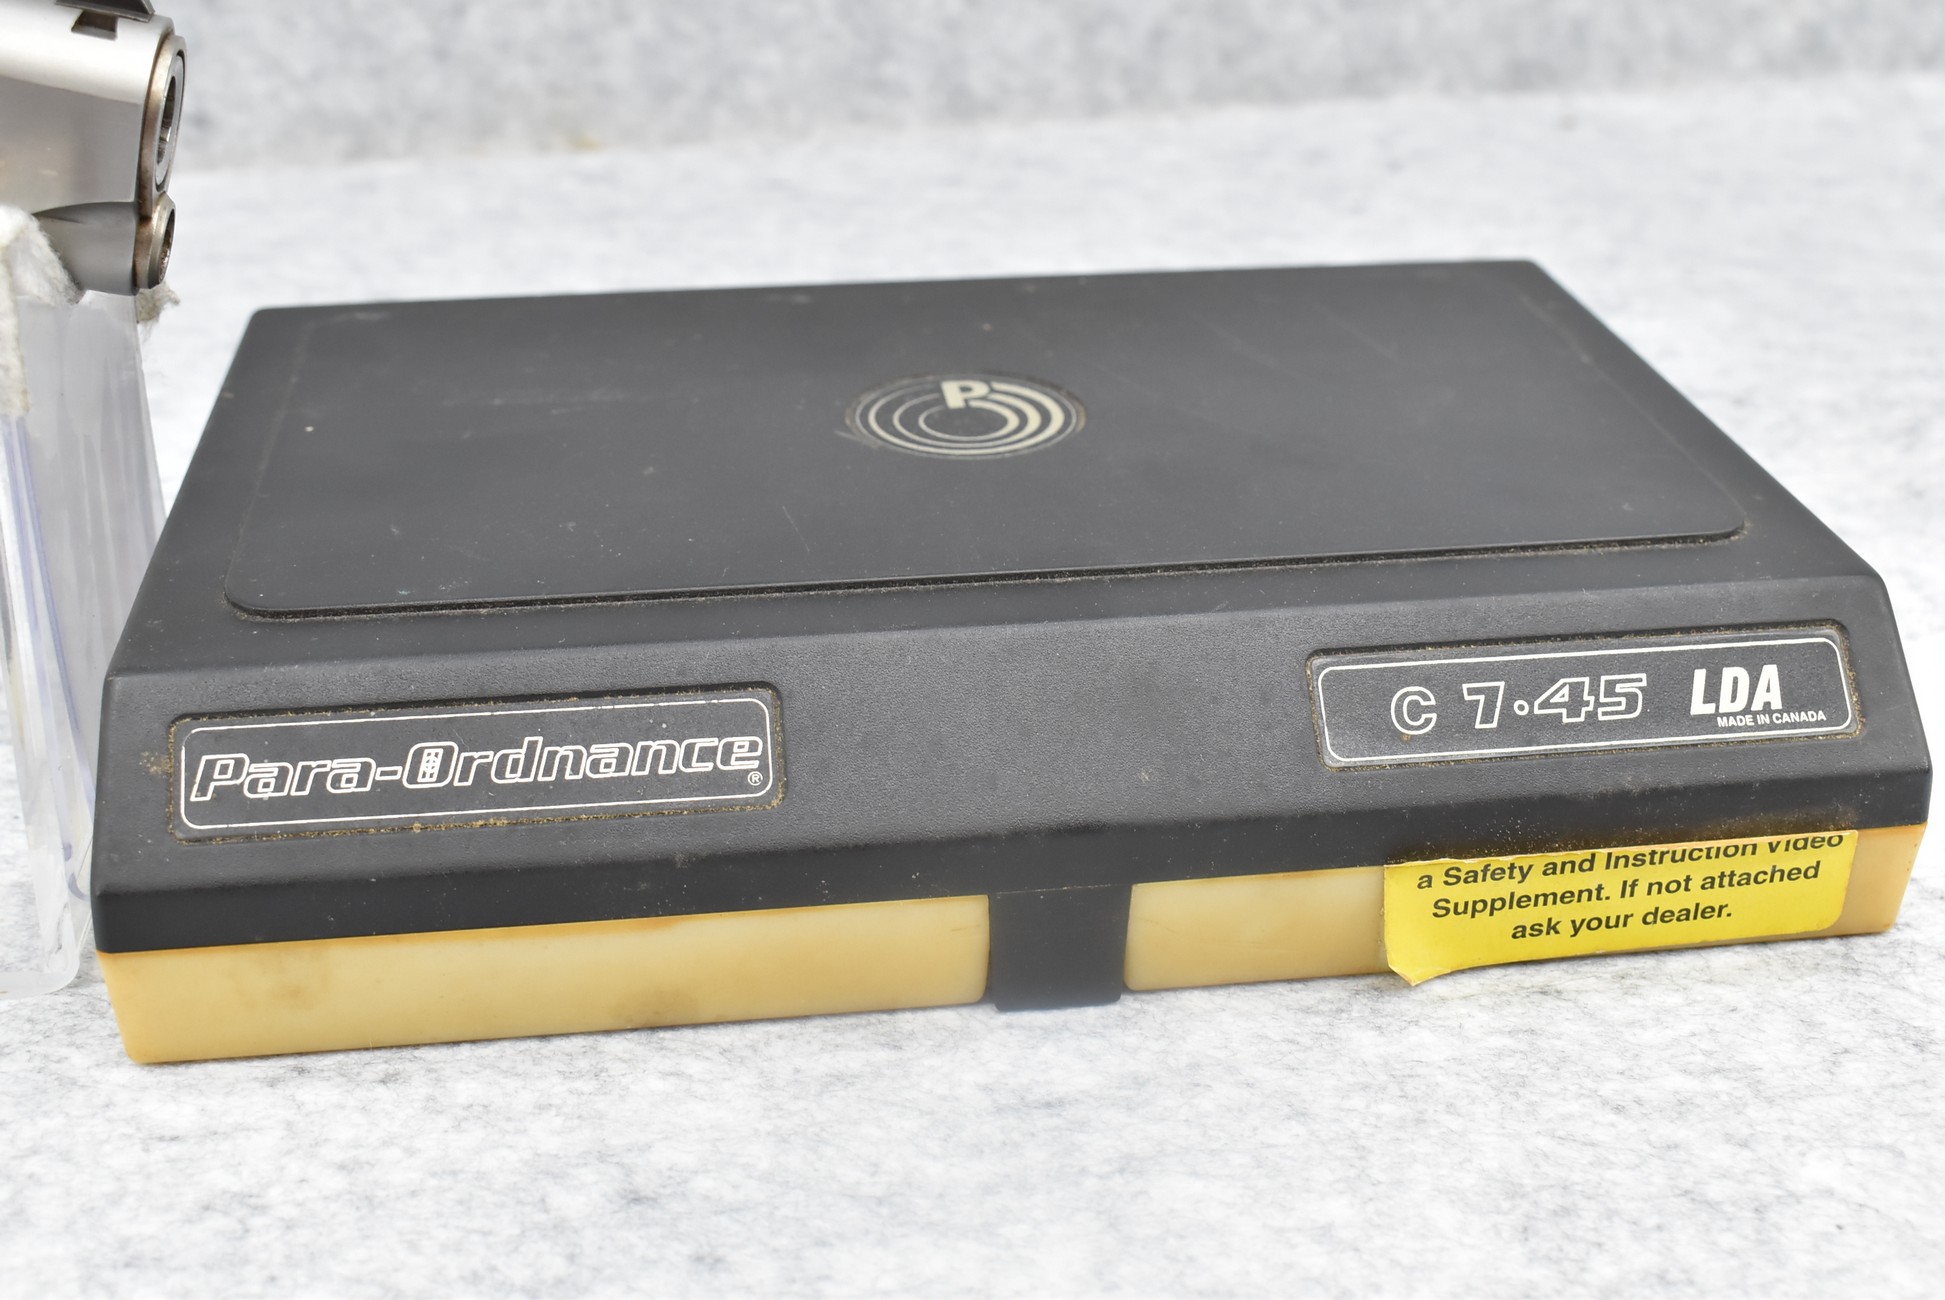 P
Para-Ordnance®
C 7•45 LDA
MADE IN CANADA
a Safety and Instruction Video
Supplement. If not attached
ask your dealer.